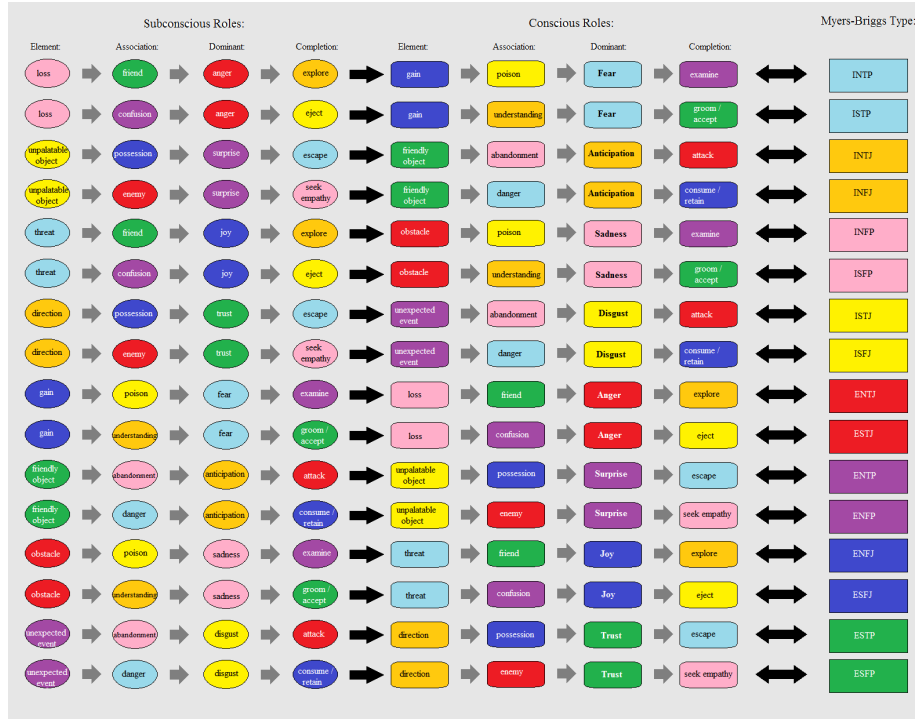 Subconscious Roles: Conscious Roles: Myers-Briggs Type:
Element: Association: Dominant: Completion: Element: Association: Dominant: Completion:
loss friend anger explore gain poison Fear examine INTP
loss confusion anger eject gain understanding Fear groom / accept ISTP
unpalatable object possession surprise escape friendly object abandonment Anticipation attack INTJ
unpalatable object enemy surprise seek empathy friendly object danger Anticipation consume / retain INFJ
threat friend joy explore obstacle poison Sadness examine INFP
threat confusion joy eject obstacle understanding Sadness groom / accept ISFP
direction possession trust escape unexpected event abandonment Disgust attack ISTJ
direction enemy trust seek empathy unexpected event danger Disgust consume / retain ISFJ
gain poison fear examine loss friend Anger explore ENTJ
gain understanding fear groom / accept loss confusion Anger eject ESTJ
friendly object abandonment anticipation attack unpalatable object possession Surprise escape ENTP
friendly object danger anticipation consume / retain unpalatable object enemy Surprise seek empathy ENFP
obstacle poison sadness examine threat friend Joy explore ENFJ
obstacle understanding sadness groom / accept threat confusion Joy eject ESFJ
unexpected event abandonment disgust attack direction possession Trust escape ESTP
unexpected event danger disgust consume / retain direction enemy Trust seek empathy ESFP